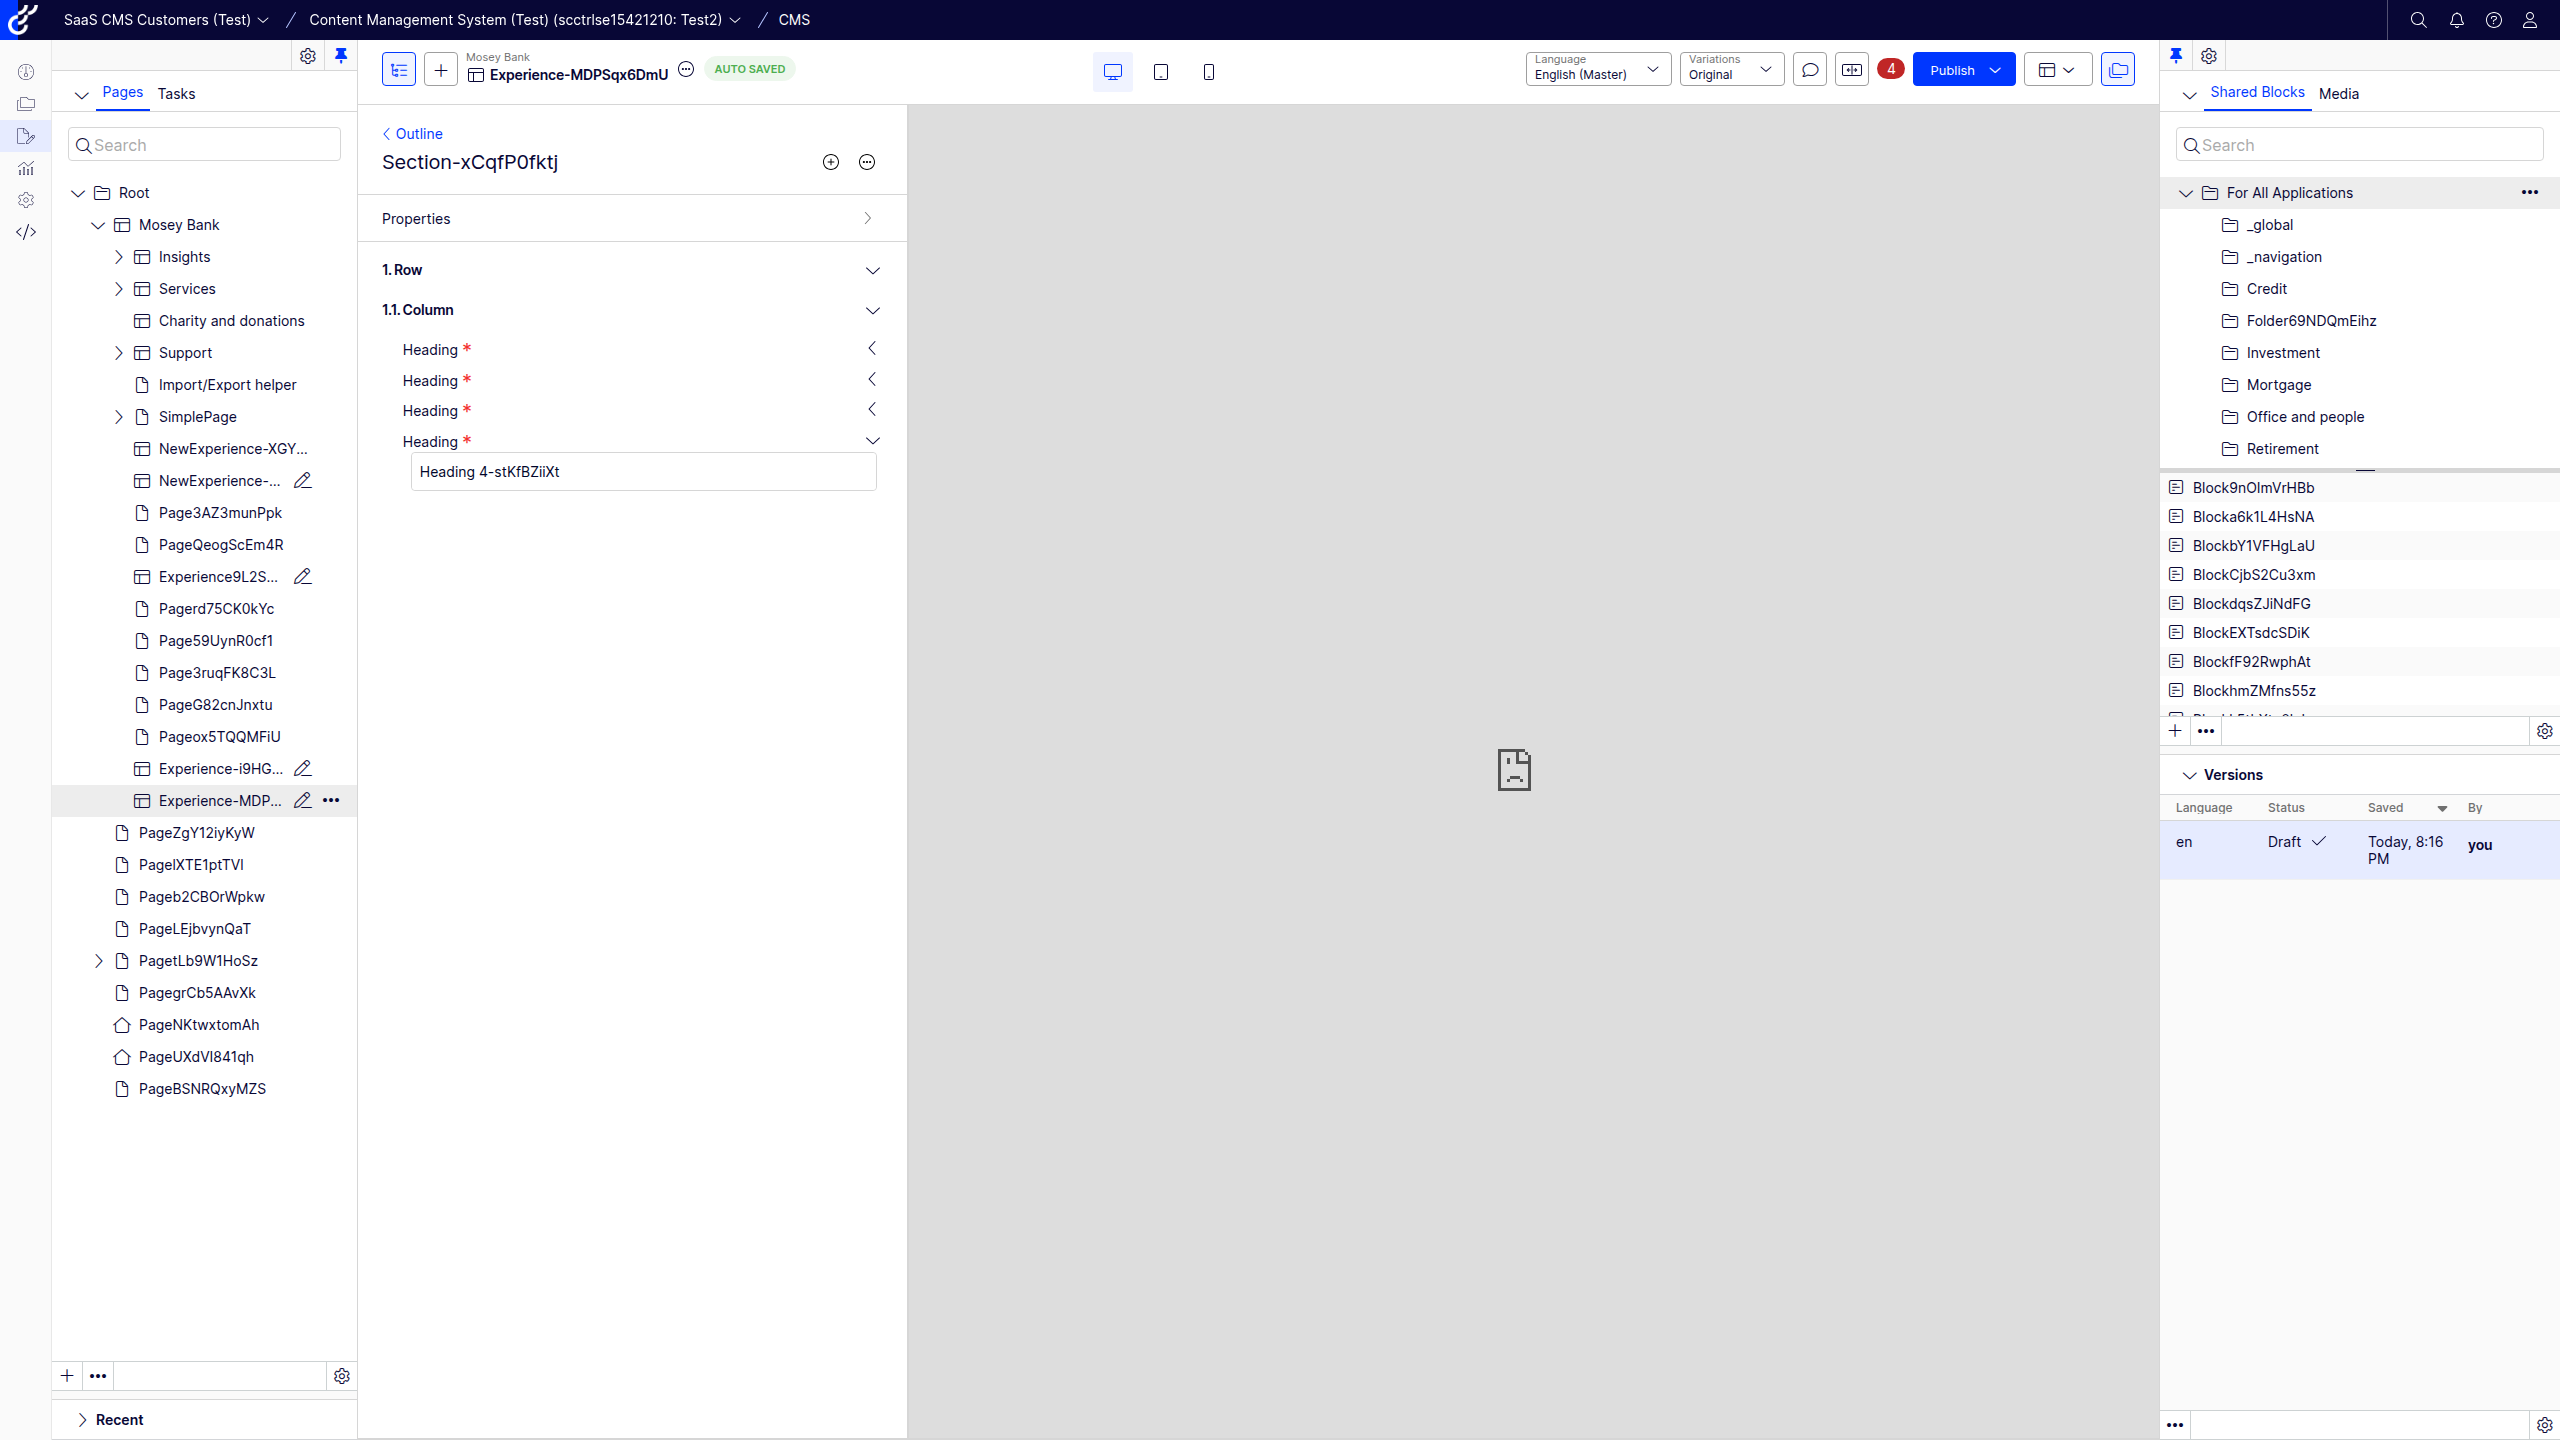 SaaS CMS Customers (Test)
Content Management System (Test) (scctrlse15421210: Test2)
CMS
Pages
Tasks
Search
Root
Mosey Bank
Insights
Services
Charity and donations
Support
Import/Export helper
SimplePage
NewExperience-XGY...
NewExperience-...
Page3AZ3munPpk
PageQeogScEm4R
Experience9L2S...
Pagerd75CK0kYc
Page59UynR0cf1
Page3ruqFK8C3L
PageG82cnJnxtu
Pageox5TQQMFiU
Experience-i9HG...
Experience-MDP...
PageZgY12iyKyW
PagelXTE1ptTVl
Pageb2CBOrWpkw
PageLEjbvynQaT
PagetLb9W1HoSz
PagegrCb5AAvXk
PageNKtwxtomAh
PageUXdVl841qh
PageBSNRQxyMZS
Recent
Mosey Bank
Experience-MDPSqx6DmU
AUTO SAVED
Language
English (Master)
Variations
Original
4
Publish
Outline
Section-xCqfP0fktj
Properties
1. Row
1.1. Column
Heading *
Heading *
Heading *
Heading *
Heading 4-stKfBZiiXt
Shared Blocks
Media
Search
For All Applications
_global
_navigation
Credit
Folder69NDQmEihz
Investment
Mortgage
Office and people
Retirement
Block9nOlmVrHBb
Blocka6k1L4HsNA
BlockbY1VFHgLaU
BlockCjbS2Cu3xm
BlockdqsZJiNdFG
BlockEXTsdcSDiK
BlockfF92RwphAt
BlockhmZMfns55z
Versions
Language
Status
Saved
By
en
Draft
Today, 8:16
PM
you